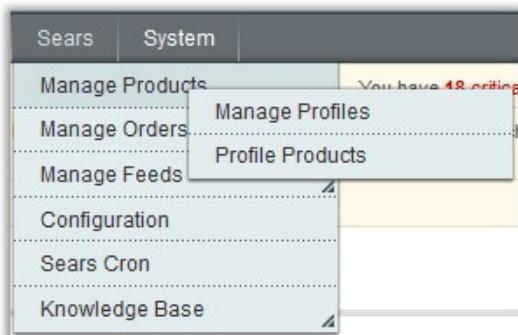 Sears System
Manage Products
You have 18 critica
Manage Profiles
Manage Orders
Profile Products
Manage Feeds
Configuration
Sears Cron
Knowledge Base